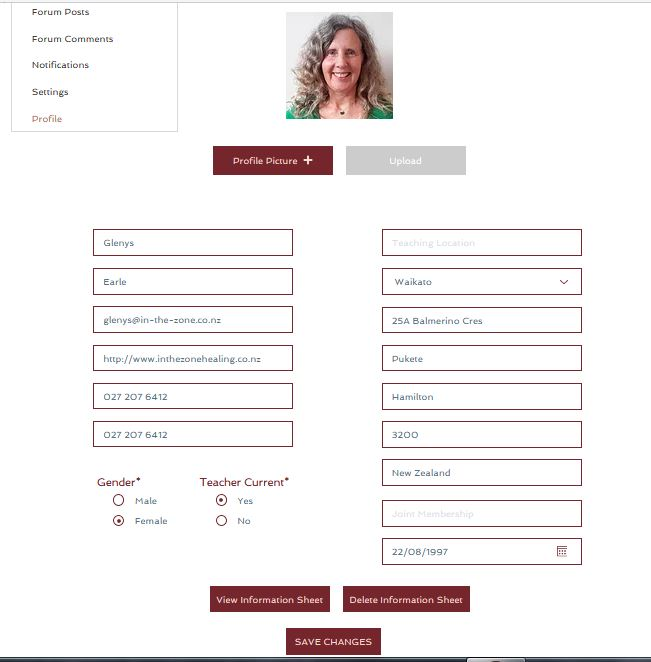 Forum Posts
Forum Comments
Notifications
Settings
Profile
Profile Picture +
Upload
Glenys
Earle
glenys@in-the-zone.co.nz
http://www.inthezonehealing.co.nz
027 207 6412
027 207 6412
Gender*
Male
Female
Teacher Current*
Yes
No
Teaching Location
Waikato
25A Balmerino Cres
Pukete
Hamilton
3200
New Zealand
Joint Membership
22/08/1997
View Information Sheet
Delete Information Sheet
SAVE CHANGES